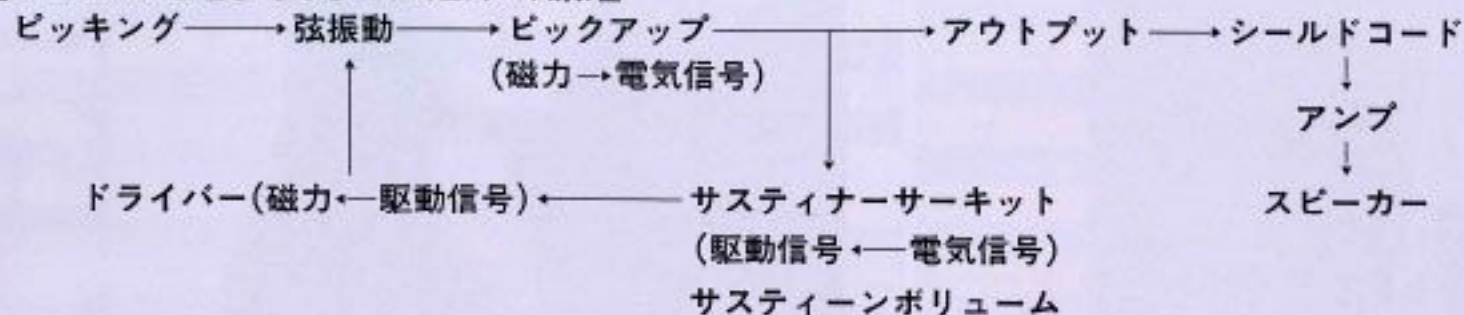 ピッキング→弦振動→ピックアップ→アウトプット→シールドコード
(磁力→電気信号)
アンプ
ドライバー(磁力←駆動信号)←サスティナーサーキット
スピーカー
(駆動信号←電気信号)
サスティーンボリューム